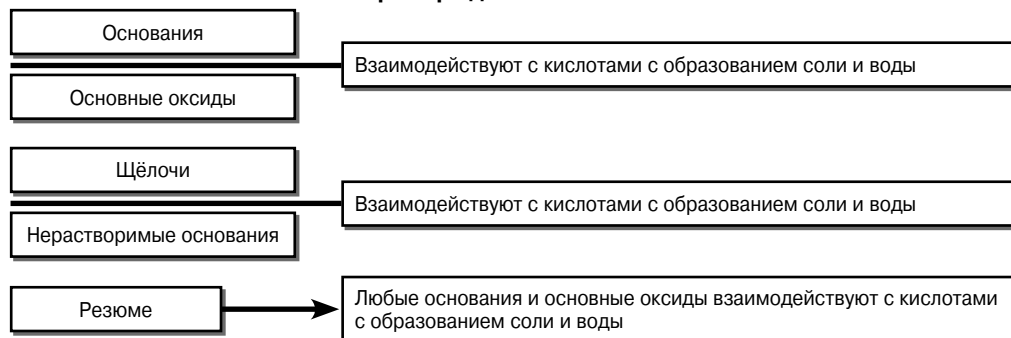 Основания
Взаимодействуют с кислотами с образованием соли и воды
Основные оксиды
Щёлочи
Взаимодействуют с кислотами с образованием соли и воды
Нерастворимые основания
Резюме
Любые основания и основные оксиды взаимодействуют с кислотами
с образованием соли и воды